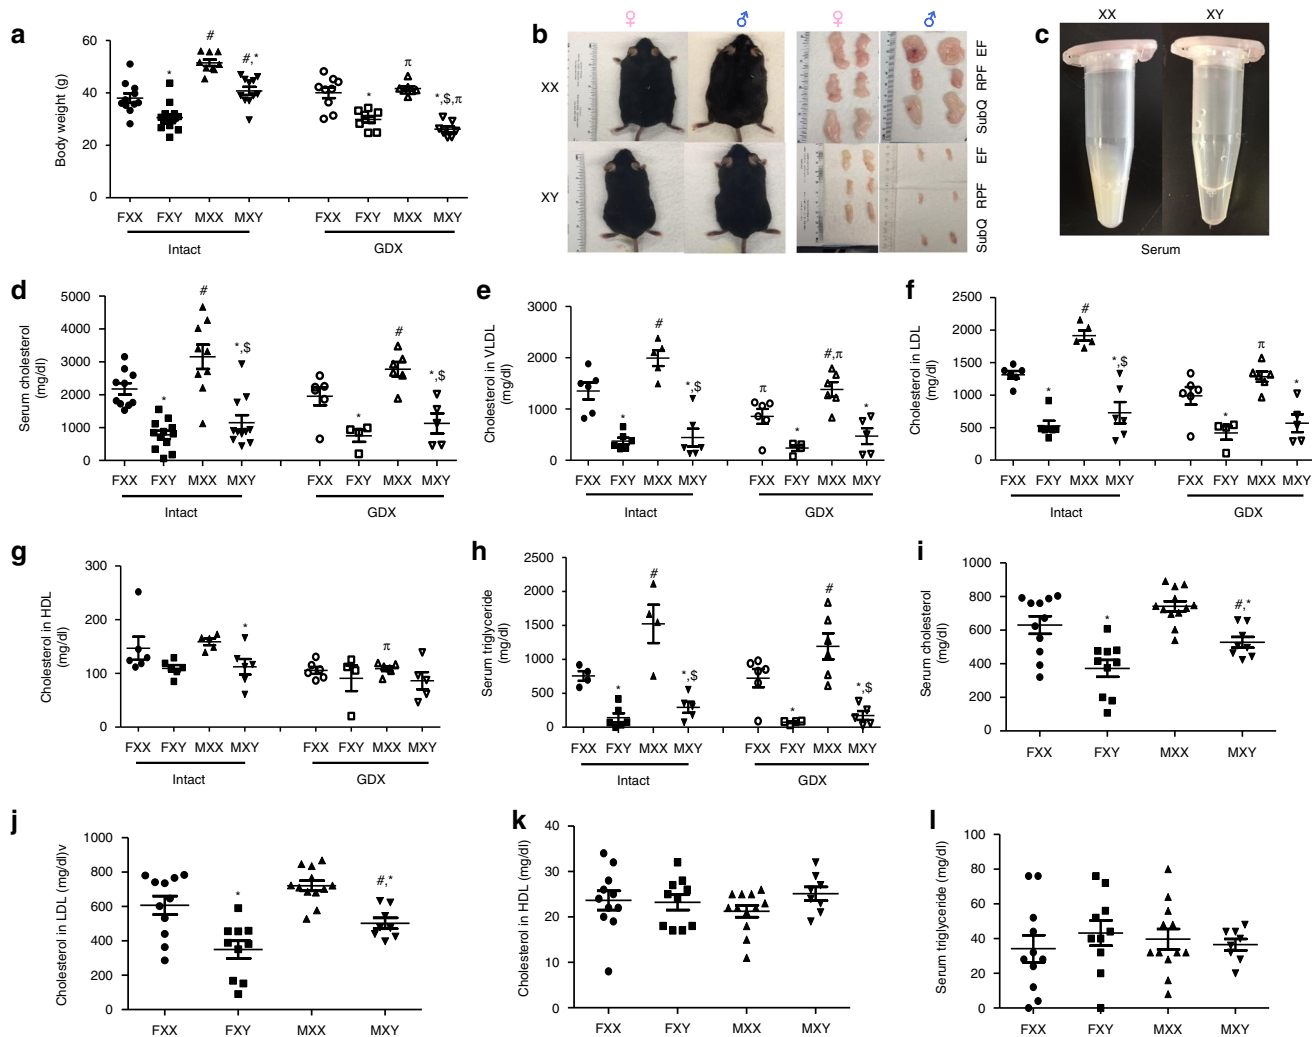 a
Body weight (g)
60
40
20
0
#
*
#,*
π
*
*,$,π
FXX FXY MXX MXY FXX FXY MXX MXY
Intact GDX
b
♀ ♂ ♀ ♂
XX
XY
EF
RPF
SubQ
EF
RPF
SubQ
c
XX XY
Serum
d
Serum cholesterol
(mg/dl)
5000
4000
3000
2000
1000
0
#
*
*,$
#
*
*,$
FXX FXY MXX MXY FXX FXY MXX MXY
Intact GDX
e
Cholesterol in VLDL
(mg/dl)
3000
2000
1000
0
#
*
*,$
π
*
#,π
*
FXX FXY MXX MXY FXX FXY MXX MXY
Intact GDX
f
Cholesterol in LDL
(mg/dl)
2500
2000
1500
1000
500
0
#
*
*,$
π
*
*
FXX FXY MXX MXY FXX FXY MXX MXY
Intact GDX
g
Cholesterol in HDL
(mg/dl)
300
200
100
0
*
π
FXX FXY MXX MXY FXX FXY MXX MXY
Intact GDX
h
Serum triglyceride
(mg/dl)
2500
2000
1500
1000
500
0
#
*
*,$
#
*
*,$
FXX FXY MXX MXY FXX FXY MXX MXY
Intact GDX
i
Serum cholesterol
(mg/dl)
1000
800
600
400
200
0
*
#,*
FXX FXY MXX MXY
j
Cholesterol in LDL (mg/dl)v
1000
800
600
400
200
0
*
#,*
FXX FXY MXX MXY
k
Cholesterol in HDL (mg/dl)
40
30
20
10
0
FXX FXY MXX MXY
l
Serum triglyceride (mg/dl)
100
80
60
40
20
0
FXX FXY MXX MXY